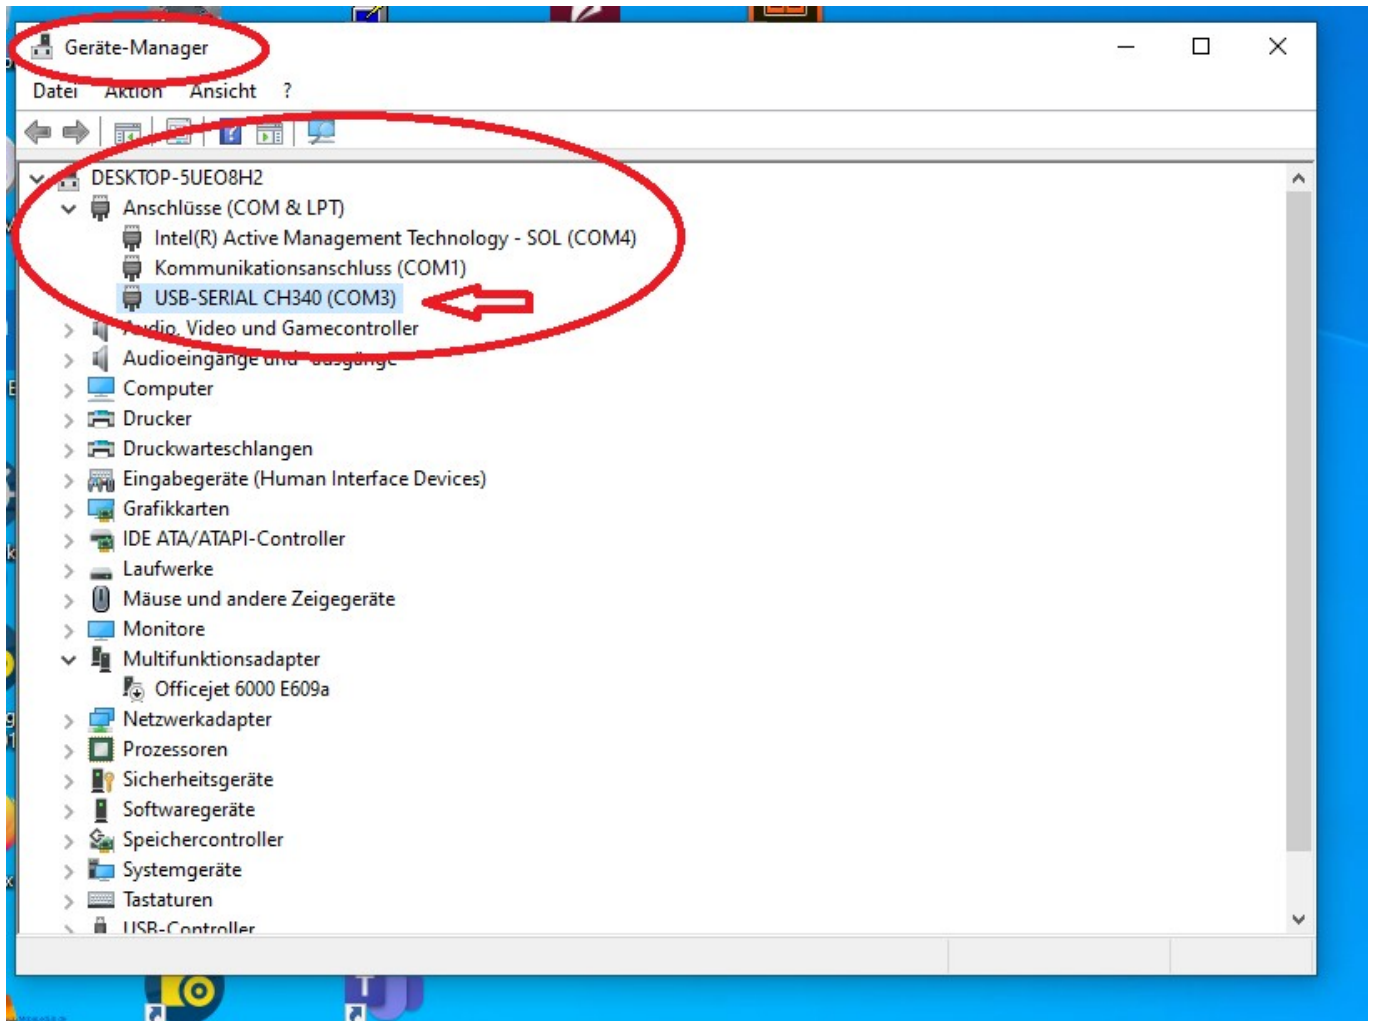 Geräte-Manager
Datei Aktion Ansicht ?
DESKTOP-5UEO8H2
Anschlüsse (COM & LPT)
Intel(R) Active Management Technology - SOL (COM4)
Kommunikationsanschluss (COM1)
USB-SERIAL CH340 (COM3)
Audio, Video und Gamecontroller
Audioeingänge und -ausgänge
Computer
Drucker
Druckwarteschlangen
Eingabegeräte (Human Interface Devices)
Grafikkarten
IDE ATA/ATAPI-Controller
Laufwerke
Mäuse und andere Zeigegeräte
Monitore
Multifunktionsadapter
Officejet 6000 E609a
Netzwerkadapter
Prozessoren
Sicherheitsgeräte
Softwaregeräte
Speichercontroller
Systemgeräte
Tastaturen
USB-Controller
T